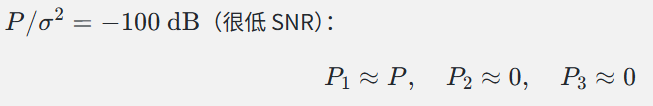 P/σ² = −100 dB（很低 SNR）：
P₁ ≈ P, P₂ ≈ 0, P₃ ≈ 0